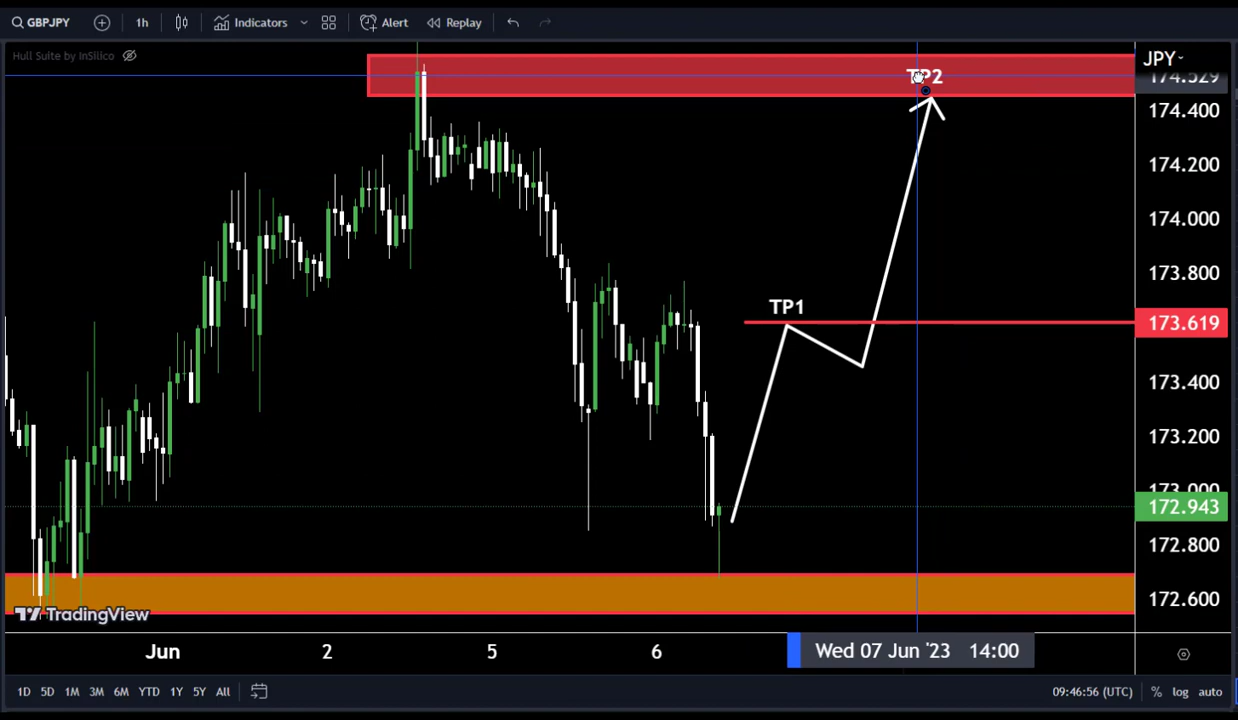 GBPJPY 1h Indicators Alert Replay
Hull Suite by InSilico
JPY
TP2
174.529
174.400
174.200
174.000
173.800
TP1
173.619
173.400
173.200
173.000
172.943
172.800
172.600
TradingView
Jun 2 5 6 Wed 07 Jun '23 14:00
1D 5D 1M 3M 6M YTD 1Y 5Y All 09:46:56 (UTC) % log auto